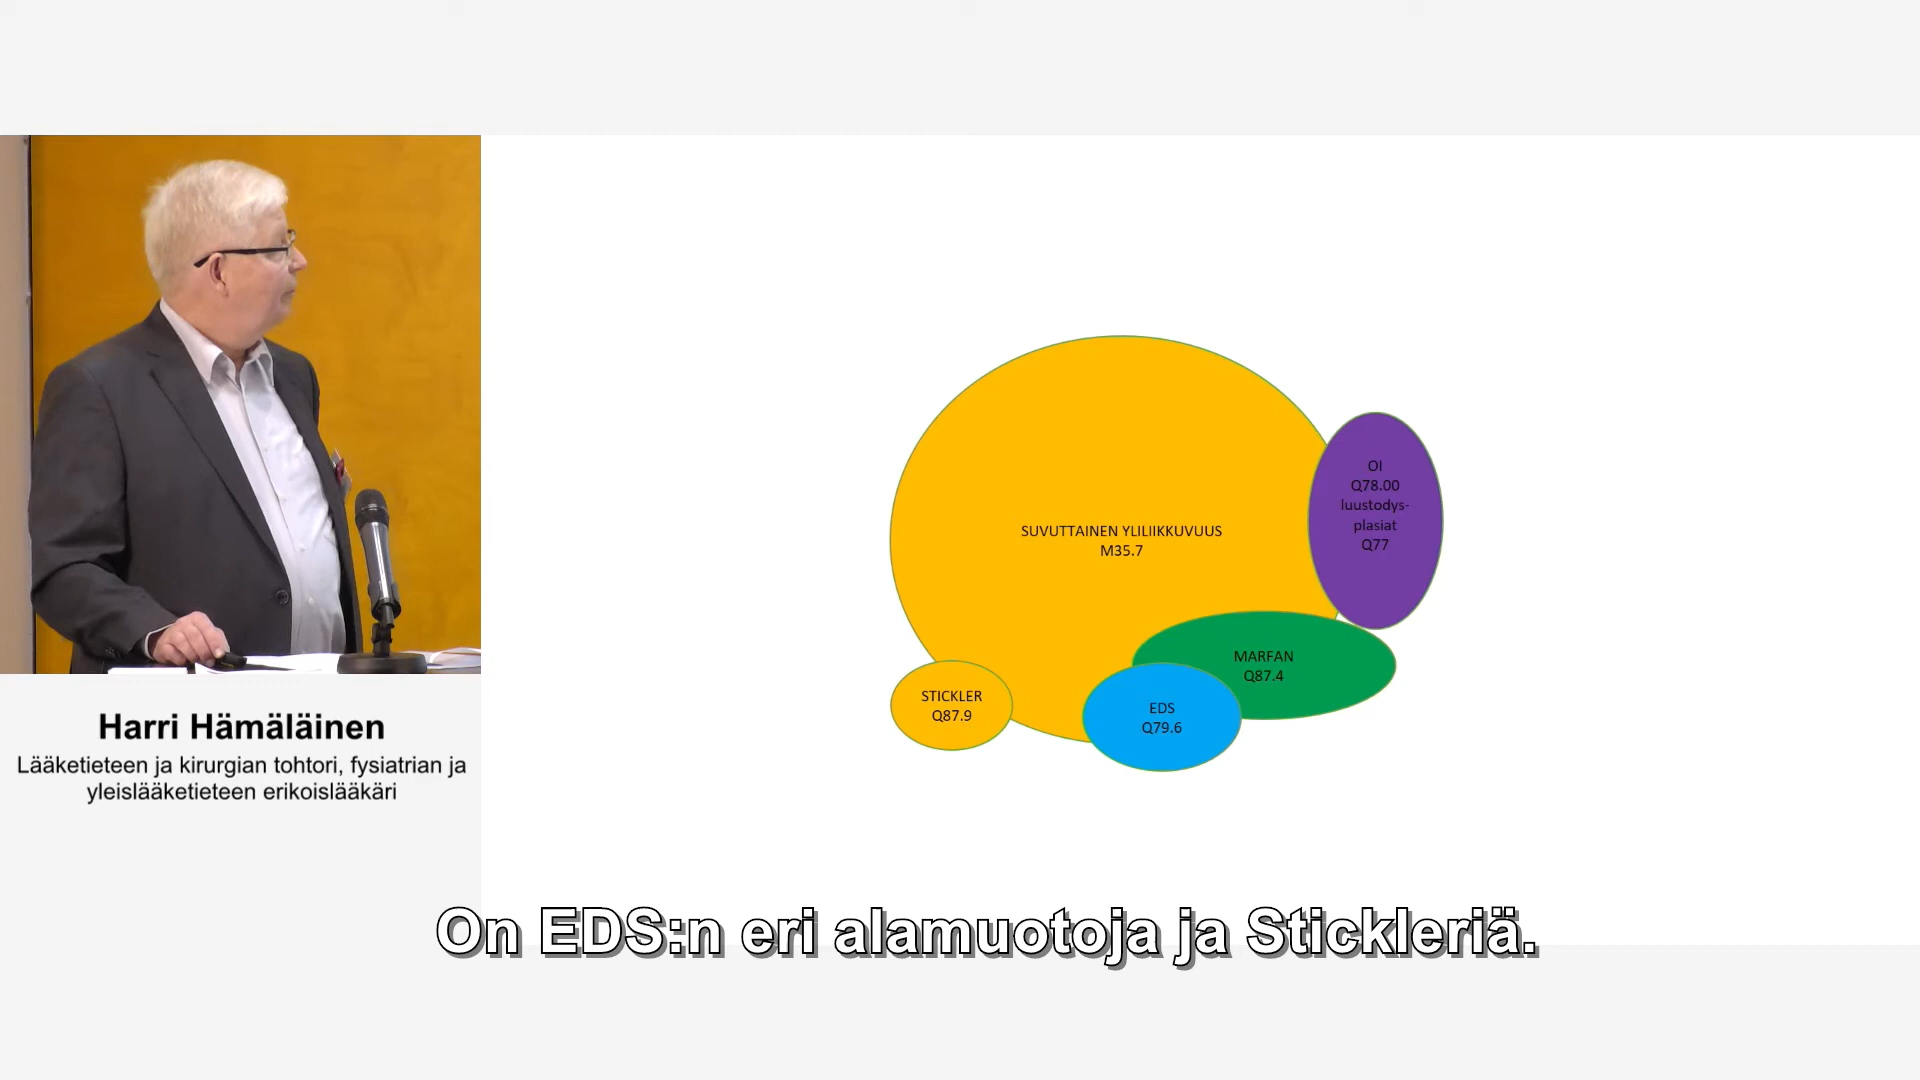 Harri Hämäläinen
Lääketieteen ja kirurgian tohtori, fysiatrian ja
yleislääketieteen erikoislääkäri
SUVUTTAINEN YLILIIKKUVUUS
M35.7
OI
Q78.00
luustodys-
plasiat
Q77
MARFAN
Q87.4
STICKLER
Q87.9
EDS
Q79.6
On EDS:n eri alamuotoja ja Stickleriä.